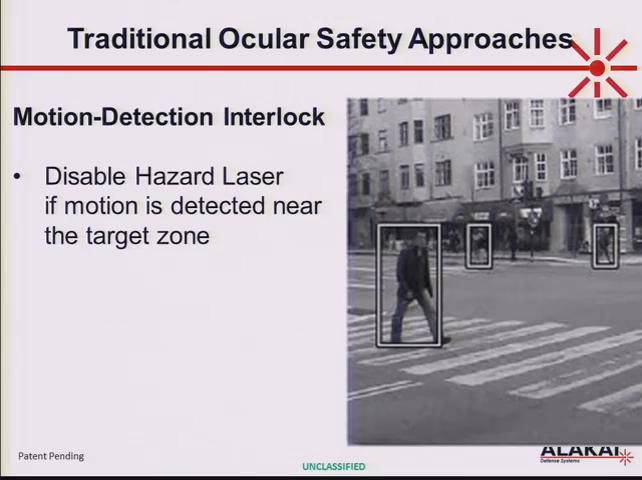 Traditional Ocular Safety Approaches
Motion-Detection Interlock
• Disable Hazard Laser
if motion is detected near
the target zone
Patent Pending
UNCLASSIFIED
ALAKAI
Defense Systems